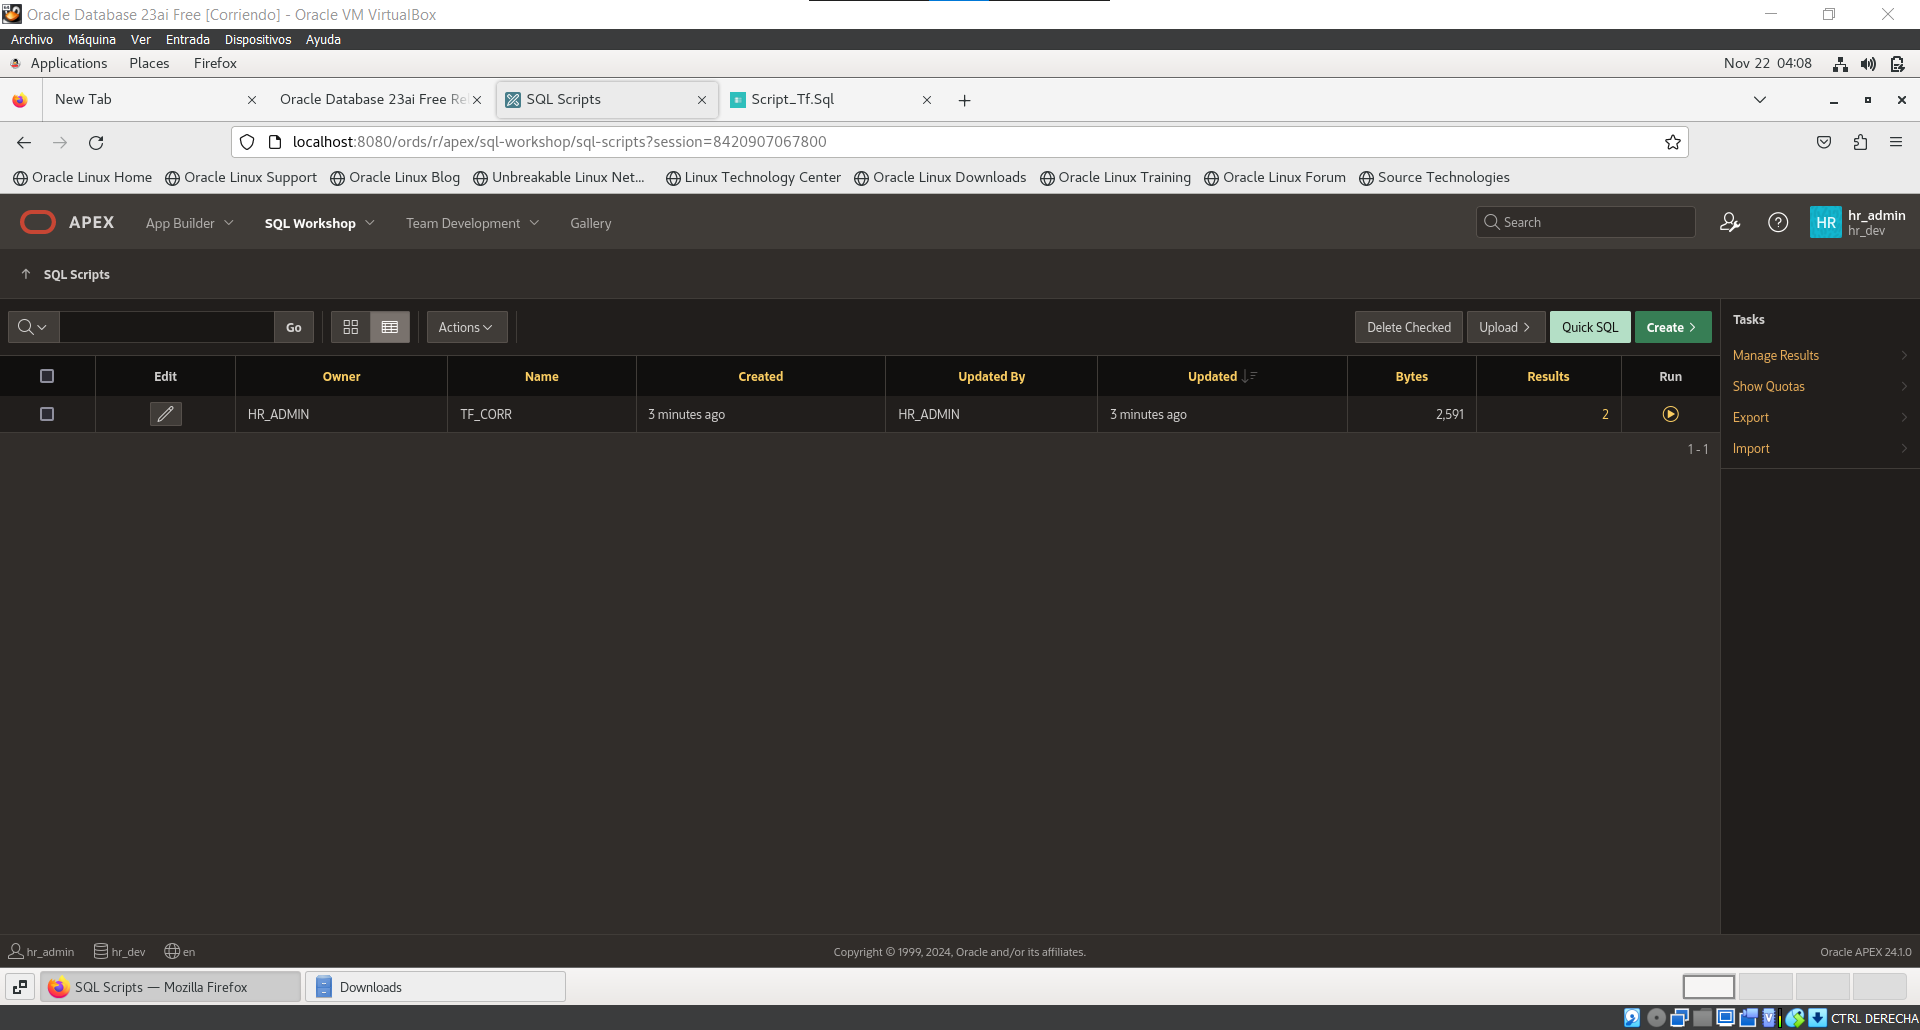 Oracle Database 23ai Free [Corriendo] - Oracle VM VirtualBox
Archivo Máquina Ver Entrada Dispositivos Ayuda
Applications Places Firefox Nov 22 04:08
New Tab Oracle Database 23ai Free Re SQL Scripts Script_Tf.Sql
localhost:8080/ords/r/apex/sql-workshop/sql-scripts?session=8420907067800
Oracle Linux Home Oracle Linux Support Oracle Linux Blog Unbreakable Linux Net... Linux Technology Center Oracle Linux Downloads Oracle Linux Training Oracle Linux Forum Source Technologies
APEX App Builder SQL Workshop Team Development Gallery Search HR hr_admin
hr_dev
SQL Scripts
Go Actions Delete Checked Upload Quick SQL Create
Edit Owner Name Created Updated By Updated Bytes Results Run
HR_ADMIN TF_CORR 3 minutes ago HR_ADMIN 3 minutes ago 2,591 2
1 - 1
Tasks
Manage Results
Show Quotas
Export
Import
hr_admin hr_dev en Copyright © 1999, 2024, Oracle and/or its affiliates. Oracle APEX 24.1.0
SQL Scripts — Mozilla Firefox Downloads
CTRL DERECHA